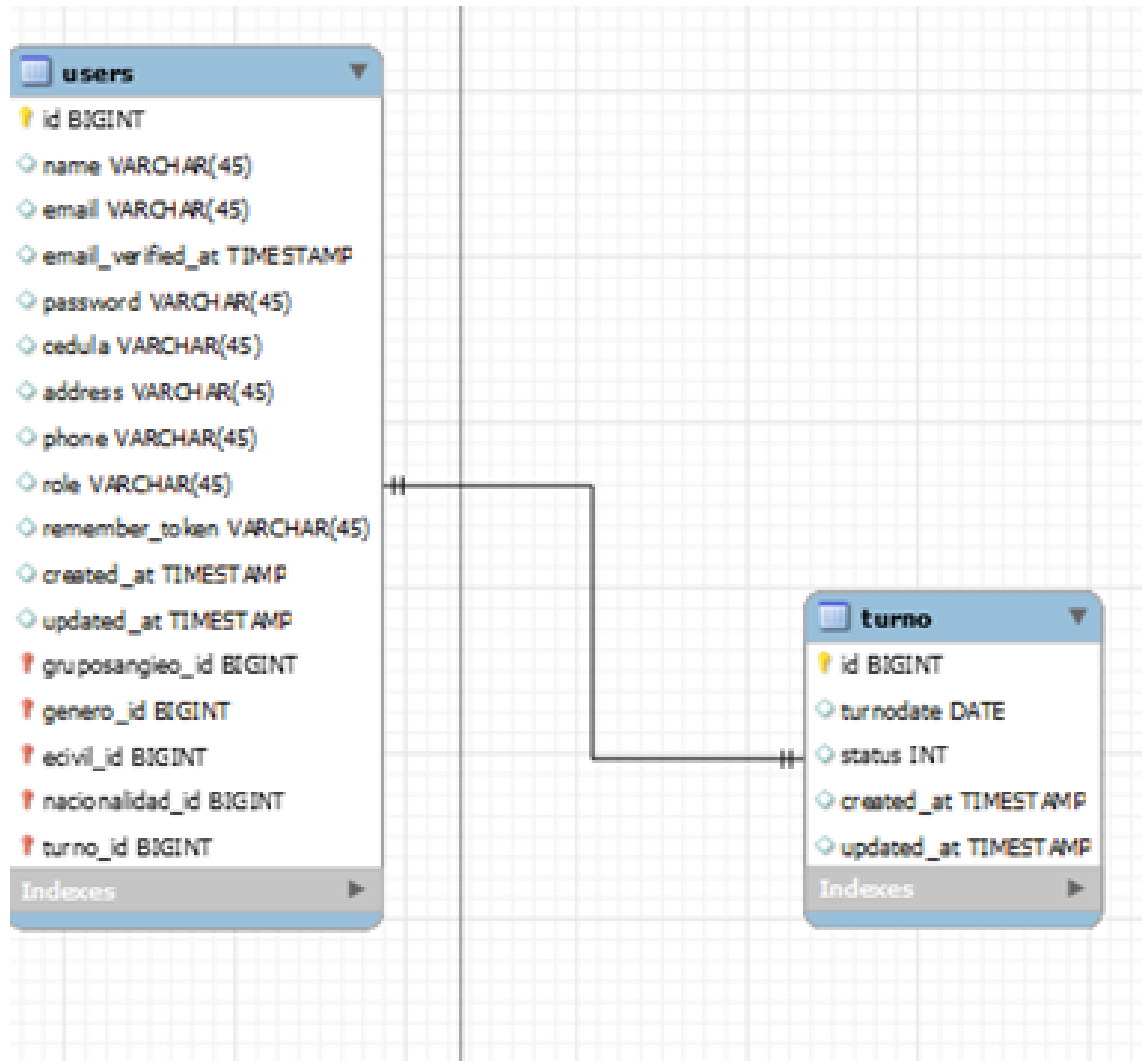 users
id BIGINT
name VARCHAR(45)
email VARCHAR(45)
email_verified_at TIMESTAMP
password VARCHAR(45)
cedula VARCHAR(45)
address VARCHAR(45)
phone VARCHAR(45)
role VARCHAR(45)
remember_token VARCHAR(45)
created_at TIMESTAMP
updated_at TIMESTAMP
gruposangieo_id BIGINT
genero_id BIGINT
ecivil_id BIGINT
nacionalidad_id BIGINT
turno_id BIGINT
Indexes
turno
id BIGINT
turnodate DATE
status INT
created_at TIMESTAMP
updated_at TIMESTAMP
Indexes